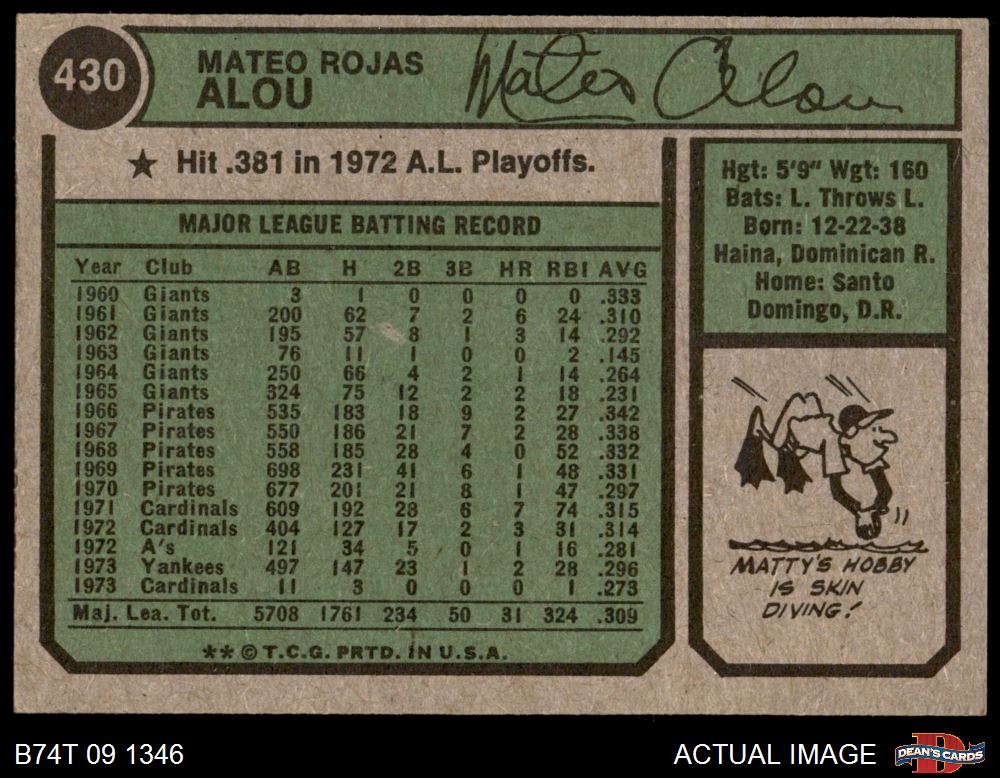 430
MATEO ROJAS
ALOU
Mateo Alou
★ Hit .381 in 1972 A.L. Playoffs.
MAJOR LEAGUE BATTING RECORD
Year Club AB H 2B 3B HR RBI AVG
1960 Giants 3 1 0 0 0 0 .333
1961 Giants 200 62 7 2 6 24 .310
1962 Giants 195 57 8 1 3 14 .292
1963 Giants 76 11 1 0 0 2 .145
1964 Giants 250 66 4 2 1 14 .264
1965 Giants 324 75 12 2 2 18 .231
1966 Pirates 535 183 18 9 2 27 .342
1967 Pirates 550 186 21 7 2 28 .338
1968 Pirates 558 185 28 4 0 52 .332
1969 Pirates 698 231 41 6 1 48 .331
1970 Pirates 677 201 21 8 1 47 .297
1971 Cardinals 609 192 28 6 7 74 .315
1972 Cardinals 404 127 17 2 3 31 .314
1972 A's 121 34 5 0 1 16 .281
1973 Yankees 497 147 23 1 2 28 .296
1973 Cardinals 11 3 0 0 0 1 .273
Maj. Lea. Tot. 5708 1761 234 50 31 324 .309
** © T.C.G. PRTD. IN U.S.A.
Hgt: 5'9" Wgt: 160
Bats: L. Throws L.
Born: 12-22-38
Haina, Dominican R.
Home: Santo
Domingo, D.R.
MATTY'S HOBBY
IS SKIN
DIVING!
B74T 09 1346
ACTUAL IMAGE
DEAN'S CARDS